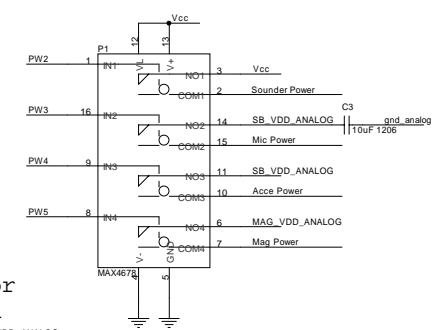 Vcc
P1
12
13
VL
V+
PW2
1
IN1
NO1
3
Vcc
COM1
2
Sounder Power
PW3
16
IN2
NO2
14
SB_VDD_ANALOG
C3
gnd_analog
10uF 1206
COM2
15
Mic Power
PW4
9
IN3
NO3
11
SB_VDD_ANALOG
COM3
10
Acce Power
PW5
8
IN4
NO4
6
MAG_VDD_ANALOG
COM4
7
Mag Power
V-
GND
MAX4678
4
5
or